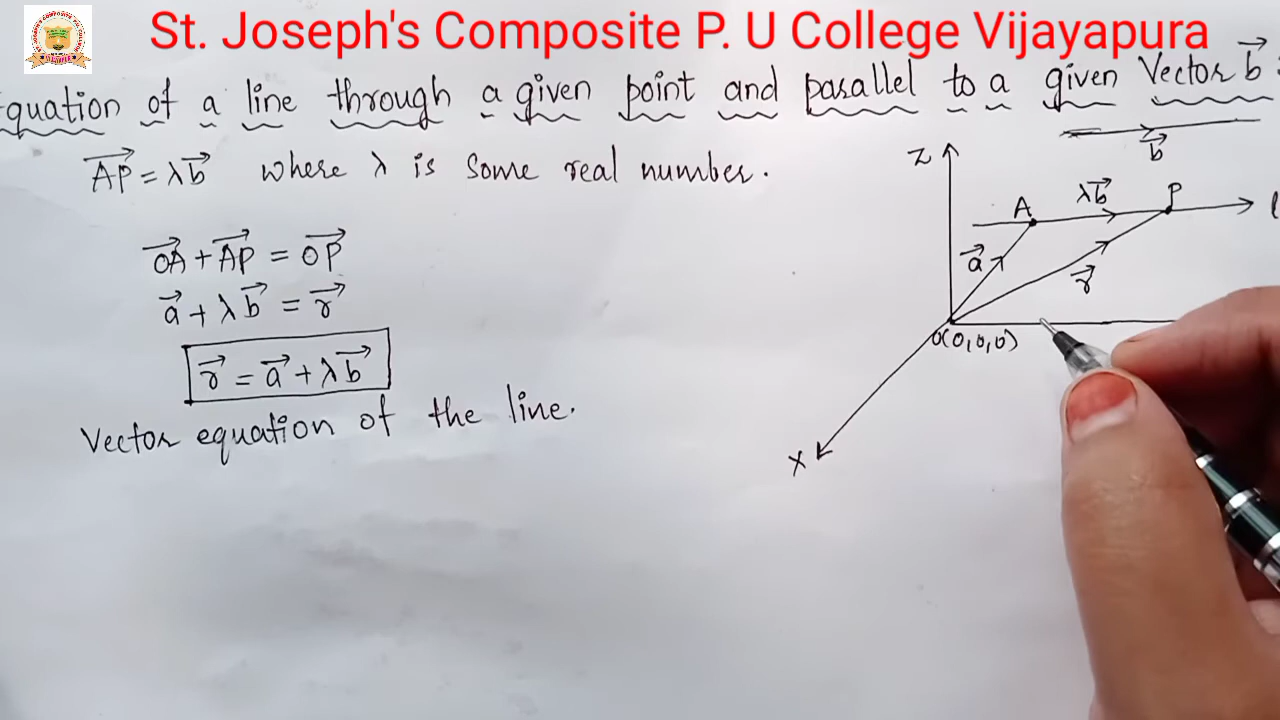 St. Joseph's Composite P. U College Vijayapura
Equation of a line through a given point and parallel to a given Vector b⃗ :
b⃗
AP⃗ = λb⃗ where λ is some real number.
OA⃗ + AP⃗ = OP⃗
a⃗ + λb⃗ = r⃗
r⃗ = a⃗ + λb⃗
Vector equation of the line.
Z
A
λb⃗
P
l
a⃗
r⃗
O(0,0,0)
X